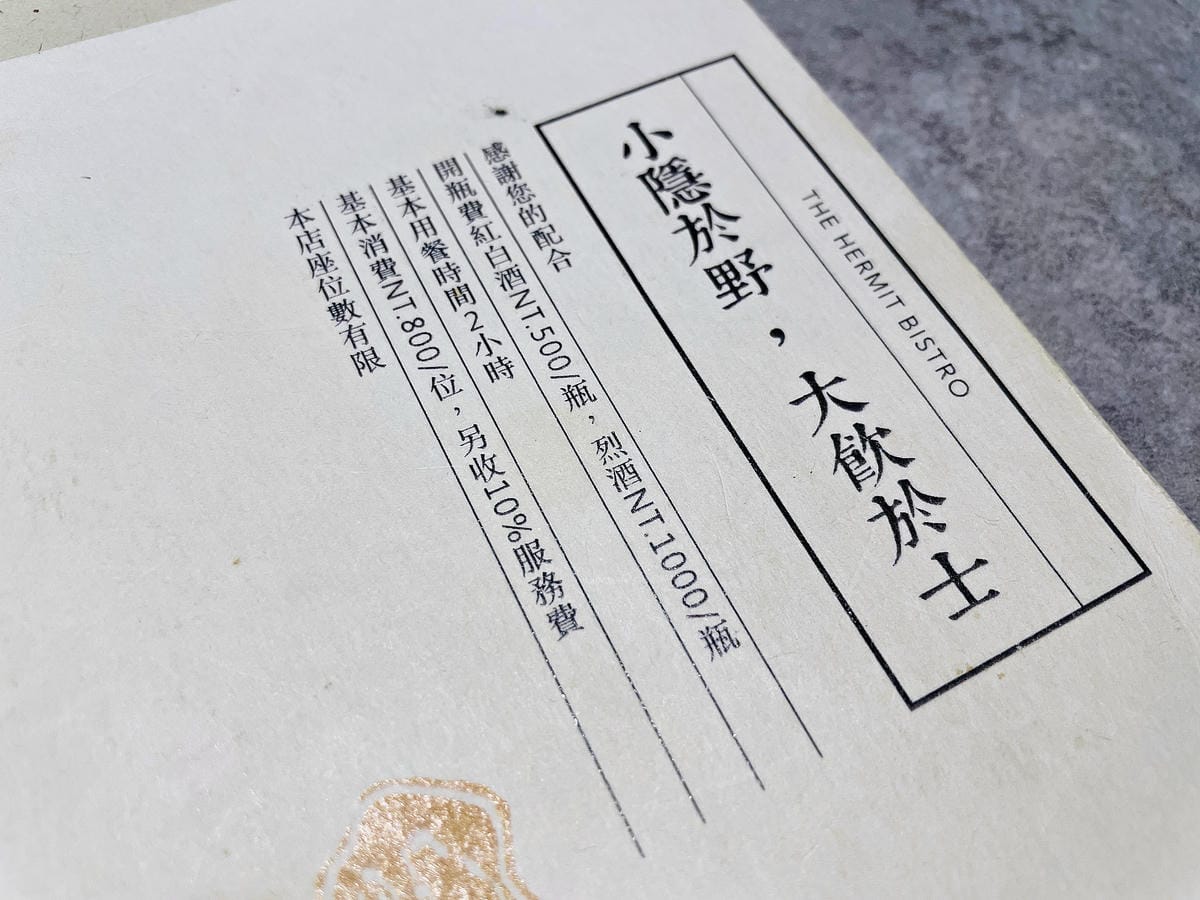 THE HERMIT BISTRO
小隱於野，大飲於士
本店座位數有限
基本消費NT.800/位，另收10%服務費
基本用餐時間2小時
開瓶費紅白酒NT.500/瓶，烈酒NT.1000/瓶
感謝您的配合